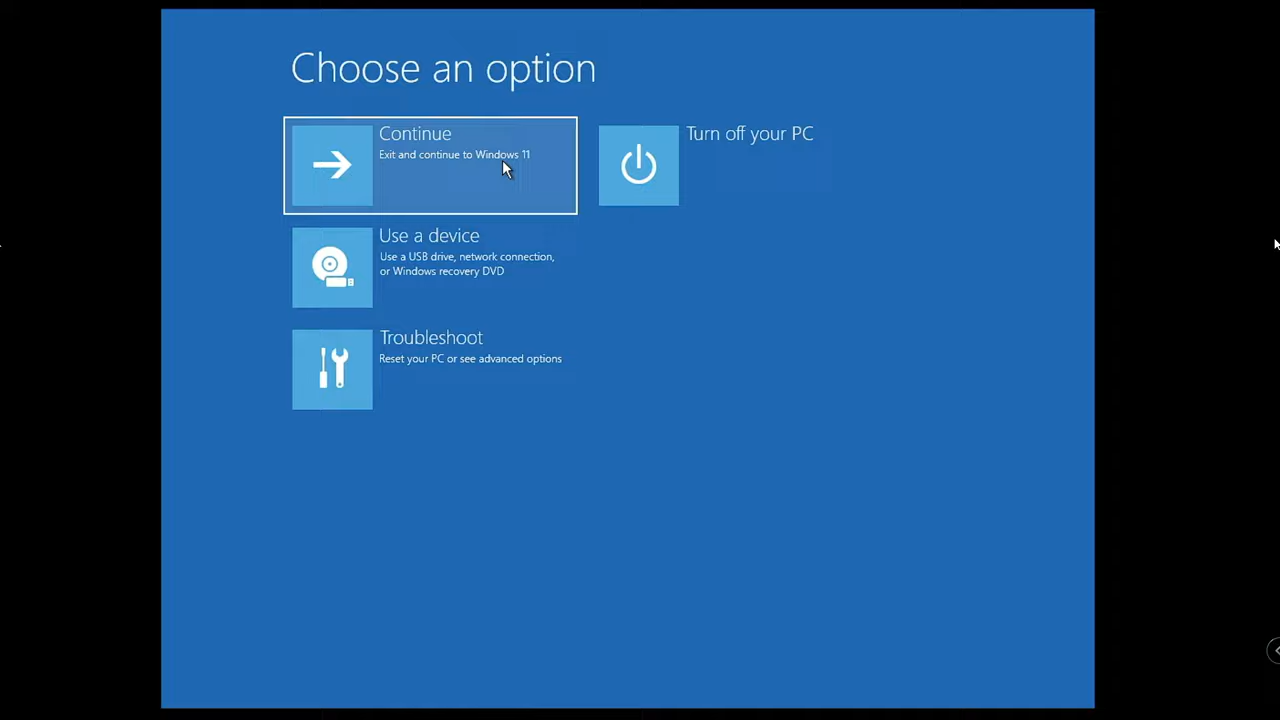 Choose an option
Continue
Exit and continue to Windows 11
Turn off your PC
Use a device
Use a USB drive, network connection,
or Windows recovery DVD
Troubleshoot
Reset your PC or see advanced options